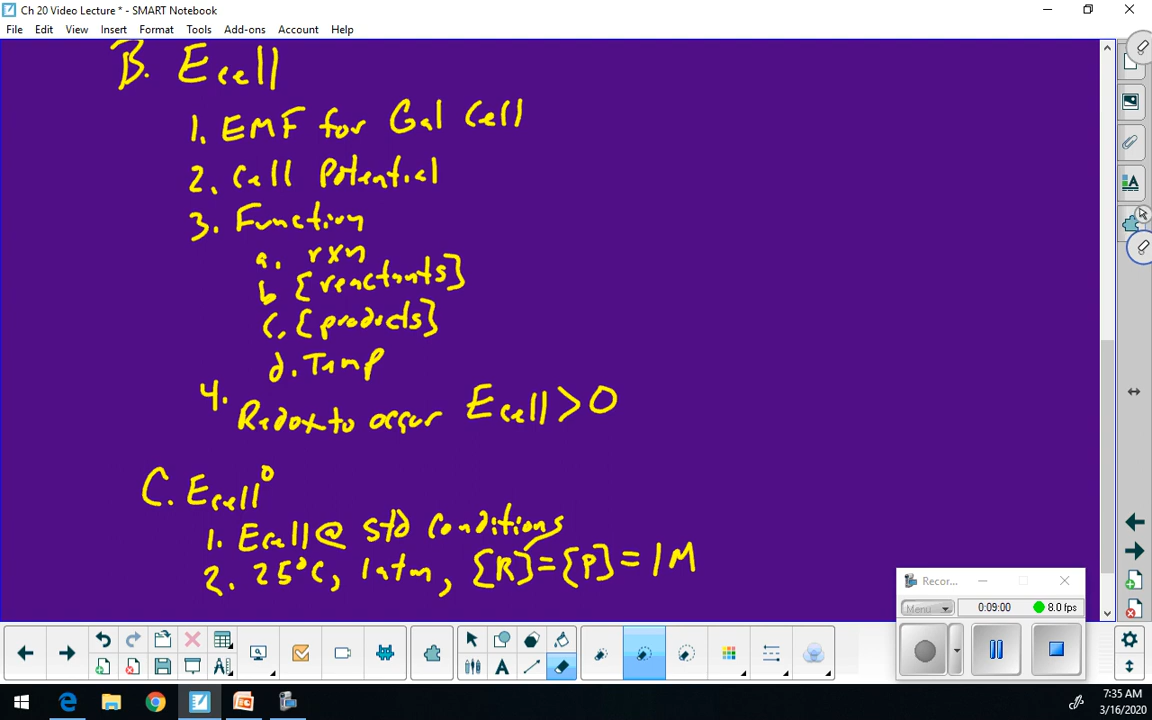 Ch 20 Video Lecture * - SMART Notebook
File Edit View Insert Format Tools Add-ons Account Help
B. Ecell
1. EMF for Gal Cell
2. Cell Potential
3. Function
a. rxn
b [reactants]
c. [products]
d. Temp
4. Redox to occur Ecell > 0
C. Ecell°
1. Ecell @ std conditions
2. 25°C, 1atm, [R] = [P] = 1M
Recor...
Menu 0:09:00 8.0 fps
7:35 AM
3/16/2020